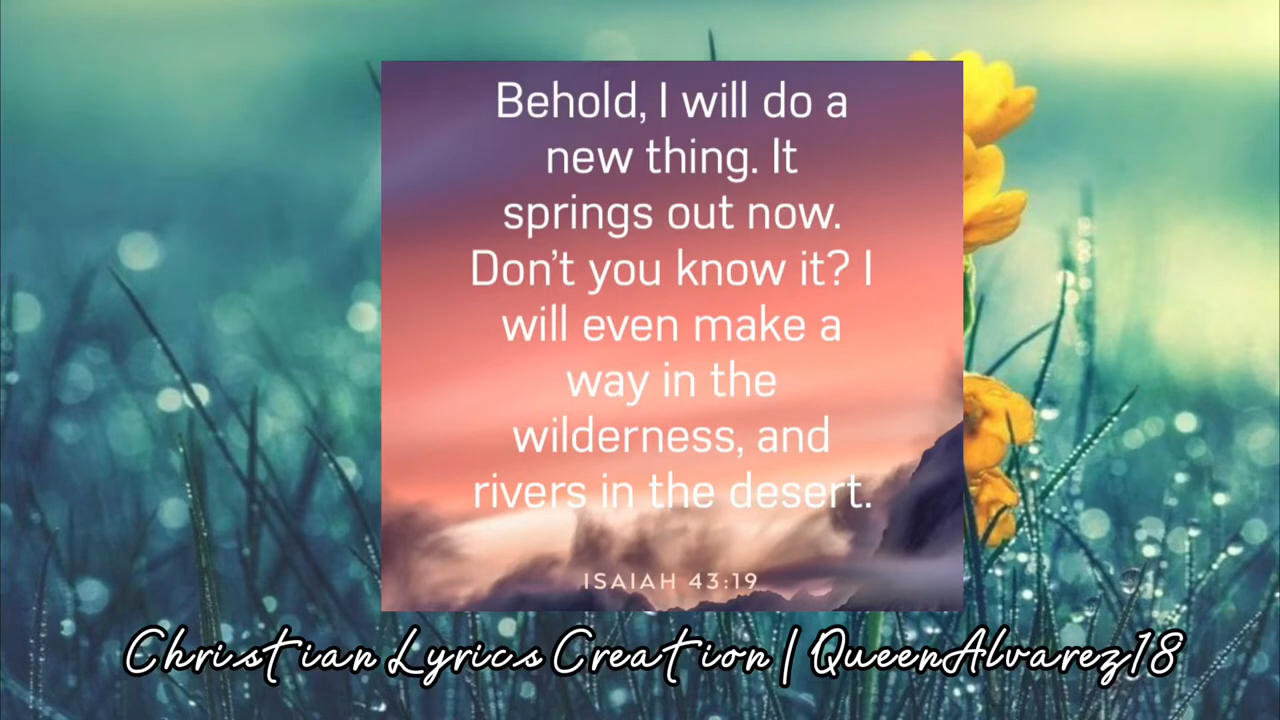 Behold, I will do a
new thing. It
springs out now.
Don't you know it? I
will even make a
way in the
wilderness, and
rivers in the desert.
ISAIAH 43:19
Christian Lyrics Creation | QueenAlvarez18